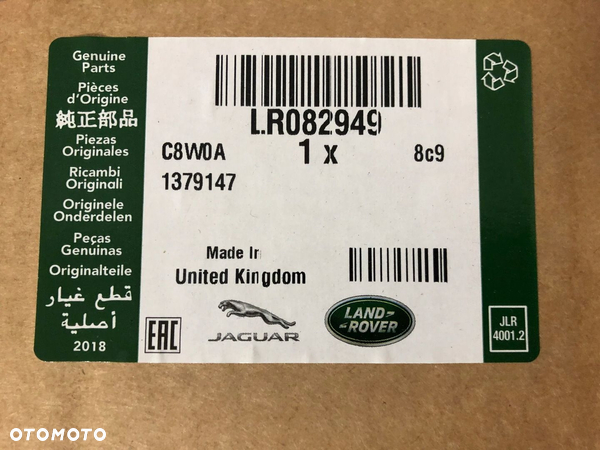 Genuine
Parts
Pièces
d'Origine
純正部品
Piezas
Originales
Ricambi
Originali
Originele
Onderdelen
Peças
Genuinas
Originalteile
قطع غيار
أصلية
2018
LR082949
C8W0A
1 x
8c9
1379147
Made In
United Kingdom
EAC
JAGUAR
LAND-
ROVER
JLR
4001.2
OTOMOTO